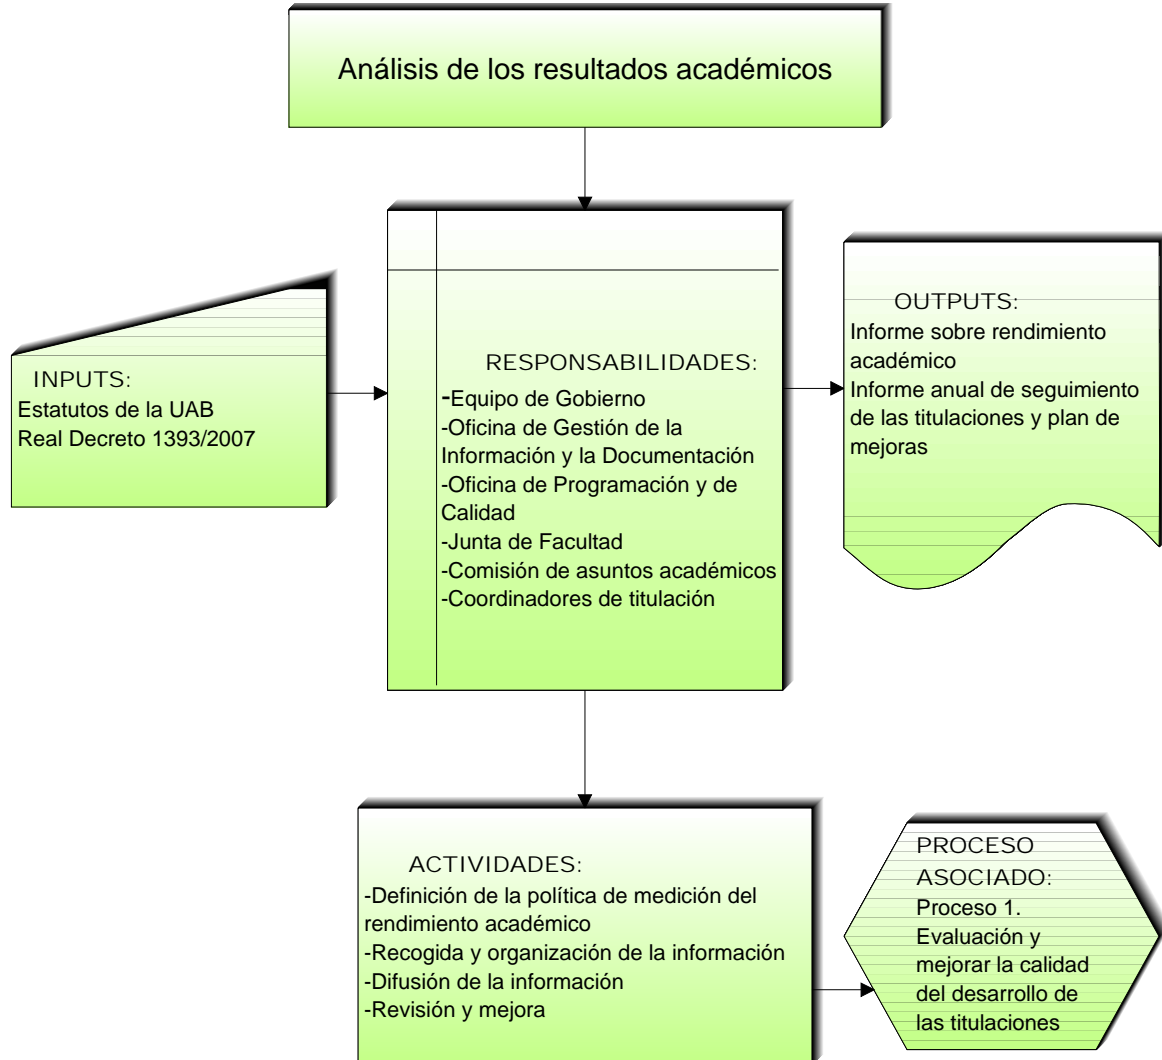 Análisis de los resultados académicos
INPUTS:
Estatutos de la UAB
Real Decreto 1393/2007
RESPONSABILIDADES:
-Equipo de Gobierno
-Oficina de Gestión de la
Información y la Documentación
-Oficina de Programación y de
Calidad
-Junta de Facultad
-Comisión de asuntos académicos
-Coordinadores de titulación
OUTPUTS:
Informe sobre rendimiento
académico
Informe anual de seguimiento
de las titulaciones y plan de
mejoras
ACTIVIDADES:
-Definición de la política de medición del
rendimiento académico
-Recogida y organización de la información
-Difusión de la información
-Revisión y mejora
PROCESO
ASOCIADO:
Proceso 1.
Evaluación y
mejorar la calidad
del desarrollo de
las titulaciones